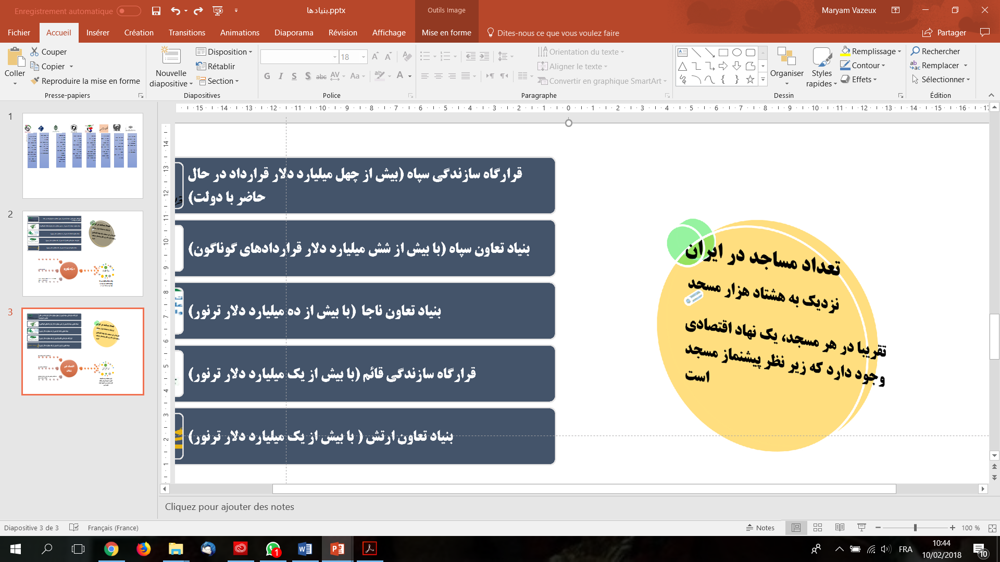 Enregistrement automatique
بنیادها.pptx
Outils Image
Maryam Vazeux
Fichier
Accueil
Insérer
Création
Transitions
Animations
Diaporama
Révision
Affichage
Mise en forme
Dites-nous ce que vous voulez faire
Partager
Coller
Couper
Copier
Reproduire la mise en forme
Presse-papiers
Nouvelle
diapositive
Disposition
Rétablir
Section
Diapositives
18
G I S S abc AV Aa A
Police
Orientation du texte
Aligner le texte
Convertir en graphique SmartArt
Paragraphe
Organiser
Styles
rapides
Remplissage
Contour
Effets
Dessin
Rechercher
Remplacer
Sélectionner
Édition
15 14 13 12 11 10 9 8 7 6 5 4 3 2 1 0 1 2 3 4 5 6 7 8 9 10 11 12 13 14 15 16 17
14
13
12
11
10
9
8
7
6
5
4
3
2
1
1
2
3
قرارگاه سازندگی سپاه (بیش از چهل میلیارد دلار قرارداد در حال
حاضر با دولت)
بنیاد تعاون سپاه (با بیش از شش میلیارد دلار قراردادهای گوناگون)
بنیاد تعاون ناجا (با بیش از ده میلیارد دلار ترنور)
قرارگاه سازندگی قائم (با بیش از یک میلیارد دلار ترنور)
بنیاد تعاون ارتش ( با بیش از یک میلیارد دلار ترنور)
تعداد مساجد در ایران
نزدیک به هشتاد هزار مسجد
تقریبا در هر مسجد، یک نهاد اقتصادی
وجود دارد که زیر نظر پیشنماز مسجد
است
Cliquez pour ajouter des notes
Diapositive 3 de 3
Français (France)
Notes
100 %
1
FRA
10:44
10/02/2018
10